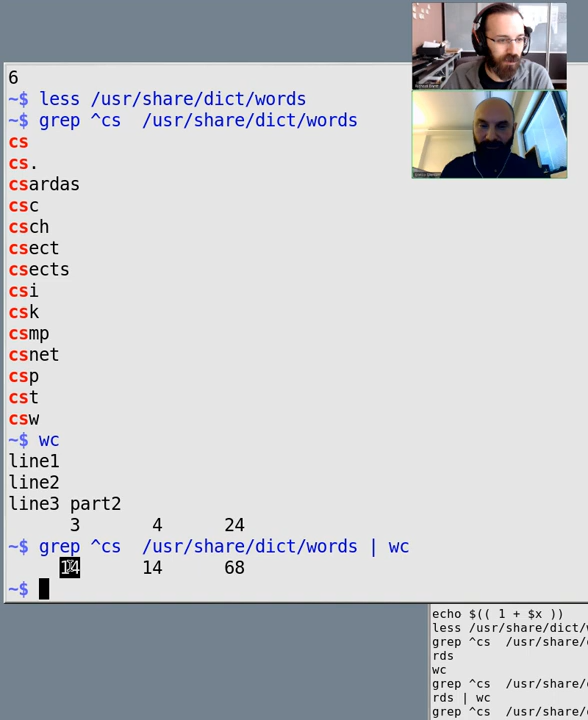 6
~$ less /usr/share/dict/words
~$ grep ^cs  /usr/share/dict/words
cs
cs.
csardas
csc
csch
csect
csects
csi
csk
csmp
csnet
csp
cst
csw
~$ wc
line1
line2
line3 part2
3 4 24
~$ grep ^cs  /usr/share/dict/words | wc
14 14 68
~$
echo $(( 1 + $x ))
less /usr/share/dict/w
grep ^cs  /usr/share/d
rds
wc
grep ^cs  /usr/share/d
rds | wc
grep ^cs  /usr/share/d